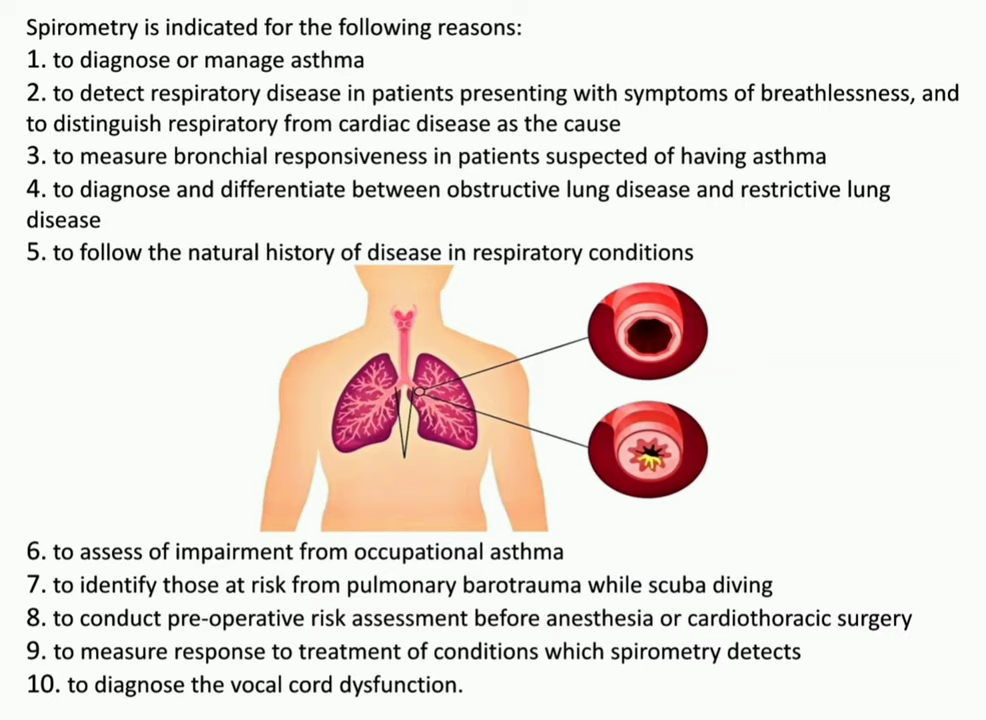 Spirometry is indicated for the following reasons:
1. to diagnose or manage asthma
2. to detect respiratory disease in patients presenting with symptoms of breathlessness, and
to distinguish respiratory from cardiac disease as the cause
3. to measure bronchial responsiveness in patients suspected of having asthma
4. to diagnose and differentiate between obstructive lung disease and restrictive lung
disease
5. to follow the natural history of disease in respiratory conditions
6. to assess of impairment from occupational asthma
7. to identify those at risk from pulmonary barotrauma while scuba diving
8. to conduct pre-operative risk assessment before anesthesia or cardiothoracic surgery
9. to measure response to treatment of conditions which spirometry detects
10. to diagnose the vocal cord dysfunction.